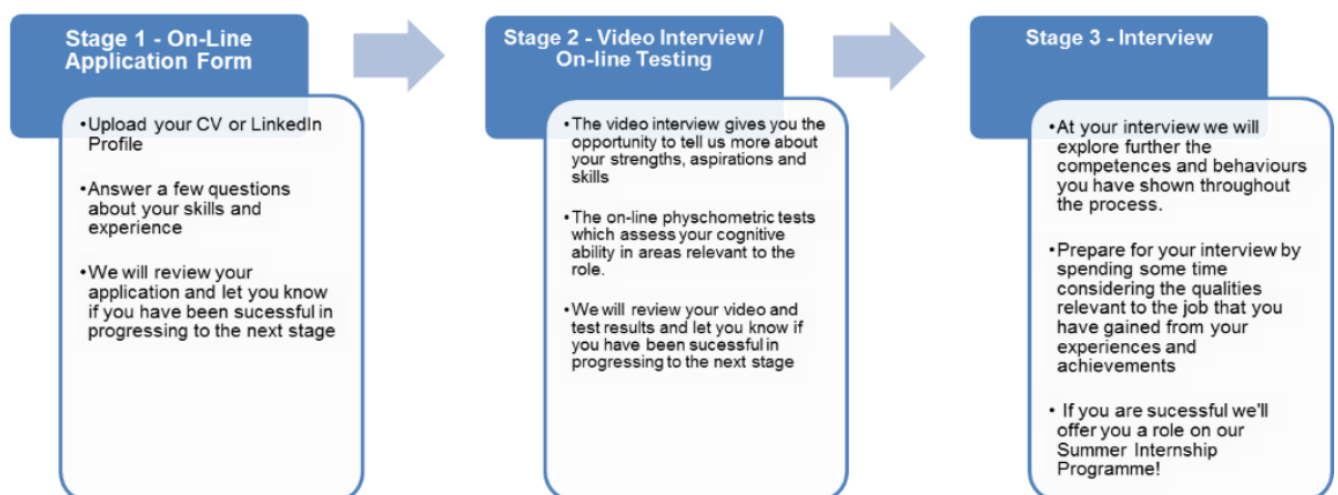 Stage 1 - On-Line
Application Form
•Upload your CV or LinkedIn
Profile
•Answer a few questions
about your skills and
experience
•We will review your
application and let you know
if you have been sucessful in
progressing to the next stage
Stage 2 - Video Interview /
On-line Testing
•The video interview gives you the
opportunity to tell us more about
your strengths, aspirations and
skills
•The on-line physchometric tests
which assess your cognitive
ability in areas relevant to the
role.
•We will review your video and
test results and let you know if
you have been sucessful in
progressing to the next stage
Stage 3 - Interview
•At your interview we will
explore further the
competences and behaviours
you have shown throughout
the process.
•Prepare for your interview by
spending some time
considering the qualities
relevant to the job that you
have gained from your
experiences and
achievements
• If you are sucessful we'll
offer you a role on our
Summer Internship
Programme!